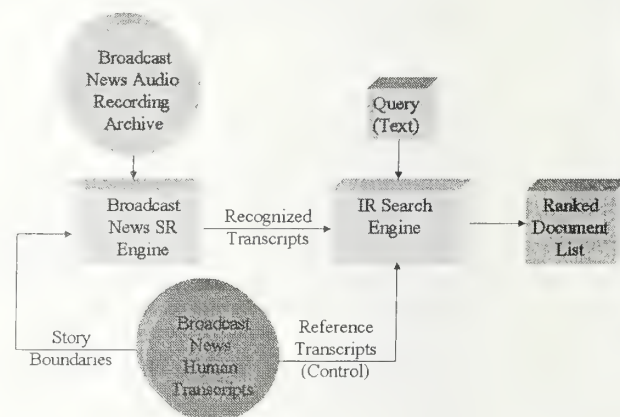 Broadcast
News Audio
Recording
Archive
Query
(Text)
Broadcast
News SR
Engine
Recognized
Transcripts
IR Search
Engine
Ranked
Document
List
Story
Boundaries
Broadcast
News
Human
Transcripts
Reference
Transcripts
(Control)